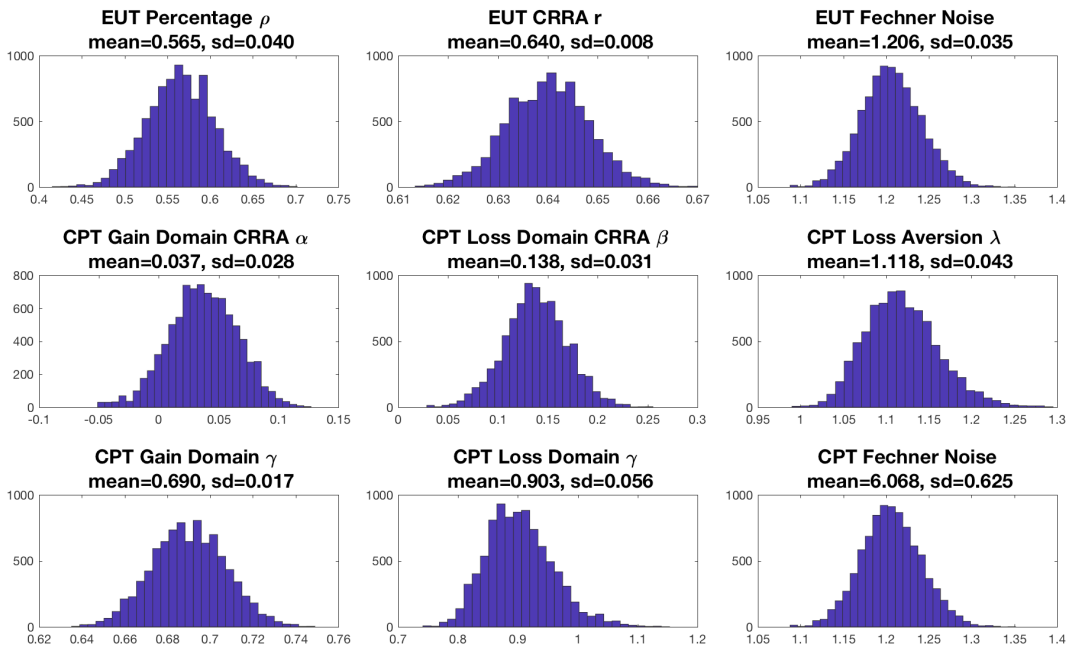 EUT Percentage ρ
mean=0.565, sd=0.040
1000
500
0
0.4 0.45 0.5 0.55 0.6 0.65 0.7 0.75
EUT CRRA r
mean=0.640, sd=0.008
1000
500
0
0.61 0.62 0.63 0.64 0.65 0.66 0.67
EUT Fechner Noise
mean=1.206, sd=0.035
1000
500
0
1.05 1.1 1.15 1.2 1.25 1.3 1.35 1.4
CPT Gain Domain CRRA α
mean=0.037, sd=0.028
800
600
400
200
0
-0.1 -0.05 0 0.05 0.1 0.15
CPT Loss Domain CRRA β
mean=0.138, sd=0.031
1000
500
0
0 0.05 0.1 0.15 0.2 0.25 0.3
CPT Loss Aversion λ
mean=1.118, sd=0.043
1000
500
0
0.95 1 1.05 1.1 1.15 1.2 1.25 1.3
CPT Gain Domain γ
mean=0.690, sd=0.017
1000
500
0
0.62 0.64 0.66 0.68 0.7 0.72 0.74 0.76
CPT Loss Domain γ
mean=0.903, sd=0.056
1000
500
0
0.7 0.8 0.9 1 1.1 1.2
CPT Fechner Noise
mean=6.068, sd=0.625
1000
500
0
1.05 1.1 1.15 1.2 1.25 1.3 1.35 1.4